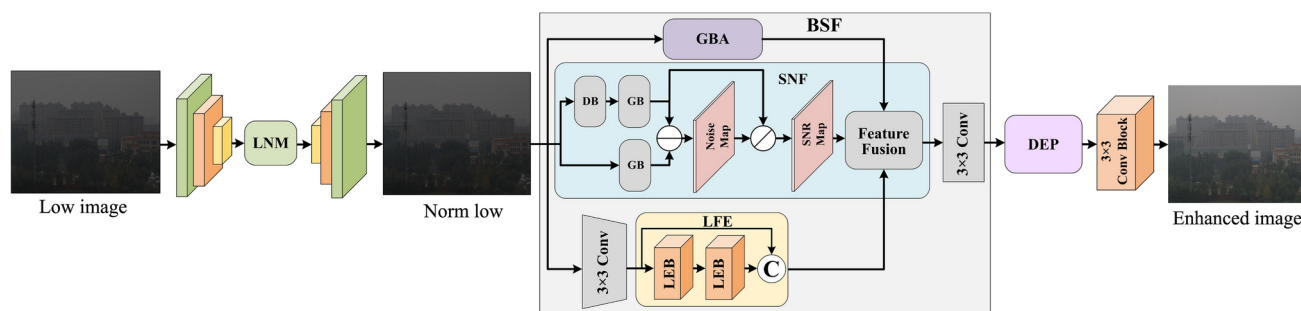 Low image
LNM
Norm low
BSF
GBA
SNF
DB
GB
GB
Noise
Map
SNR
Map
Feature
Fusion
3×3 Conv
LFE
LEB
LEB
C
3×3 Conv
DEP
3×3
Conv Block
Enhanced image